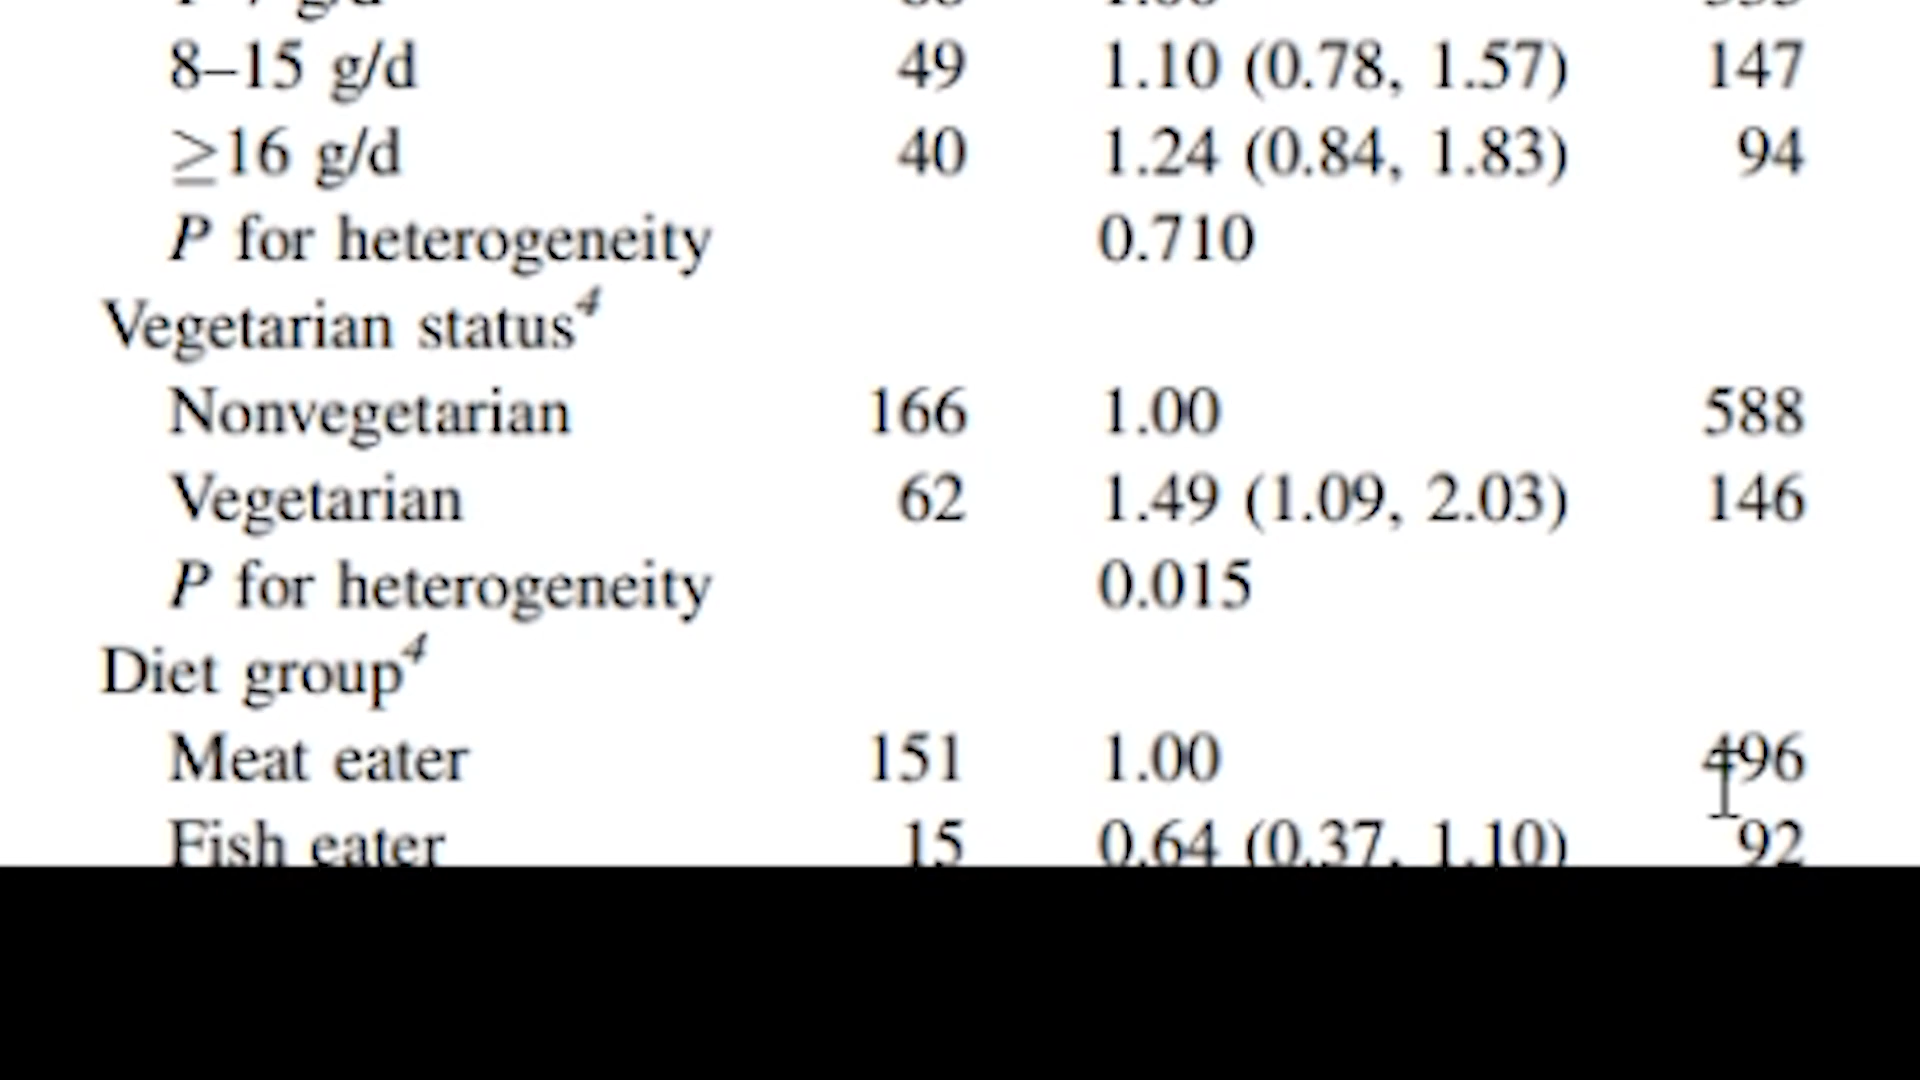 8–15 g/d 49 1.10 (0.78, 1.57) 147
≥16 g/d 40 1.24 (0.84, 1.83) 94
P for heterogeneity 0.710
Vegetarian status4
Nonvegetarian 166 1.00 588
Vegetarian 62 1.49 (1.09, 2.03) 146
P for heterogeneity 0.015
Diet group4
Meat eater 151 1.00 496
Fish eater 15 0.64 (0.37, 1.10) 92